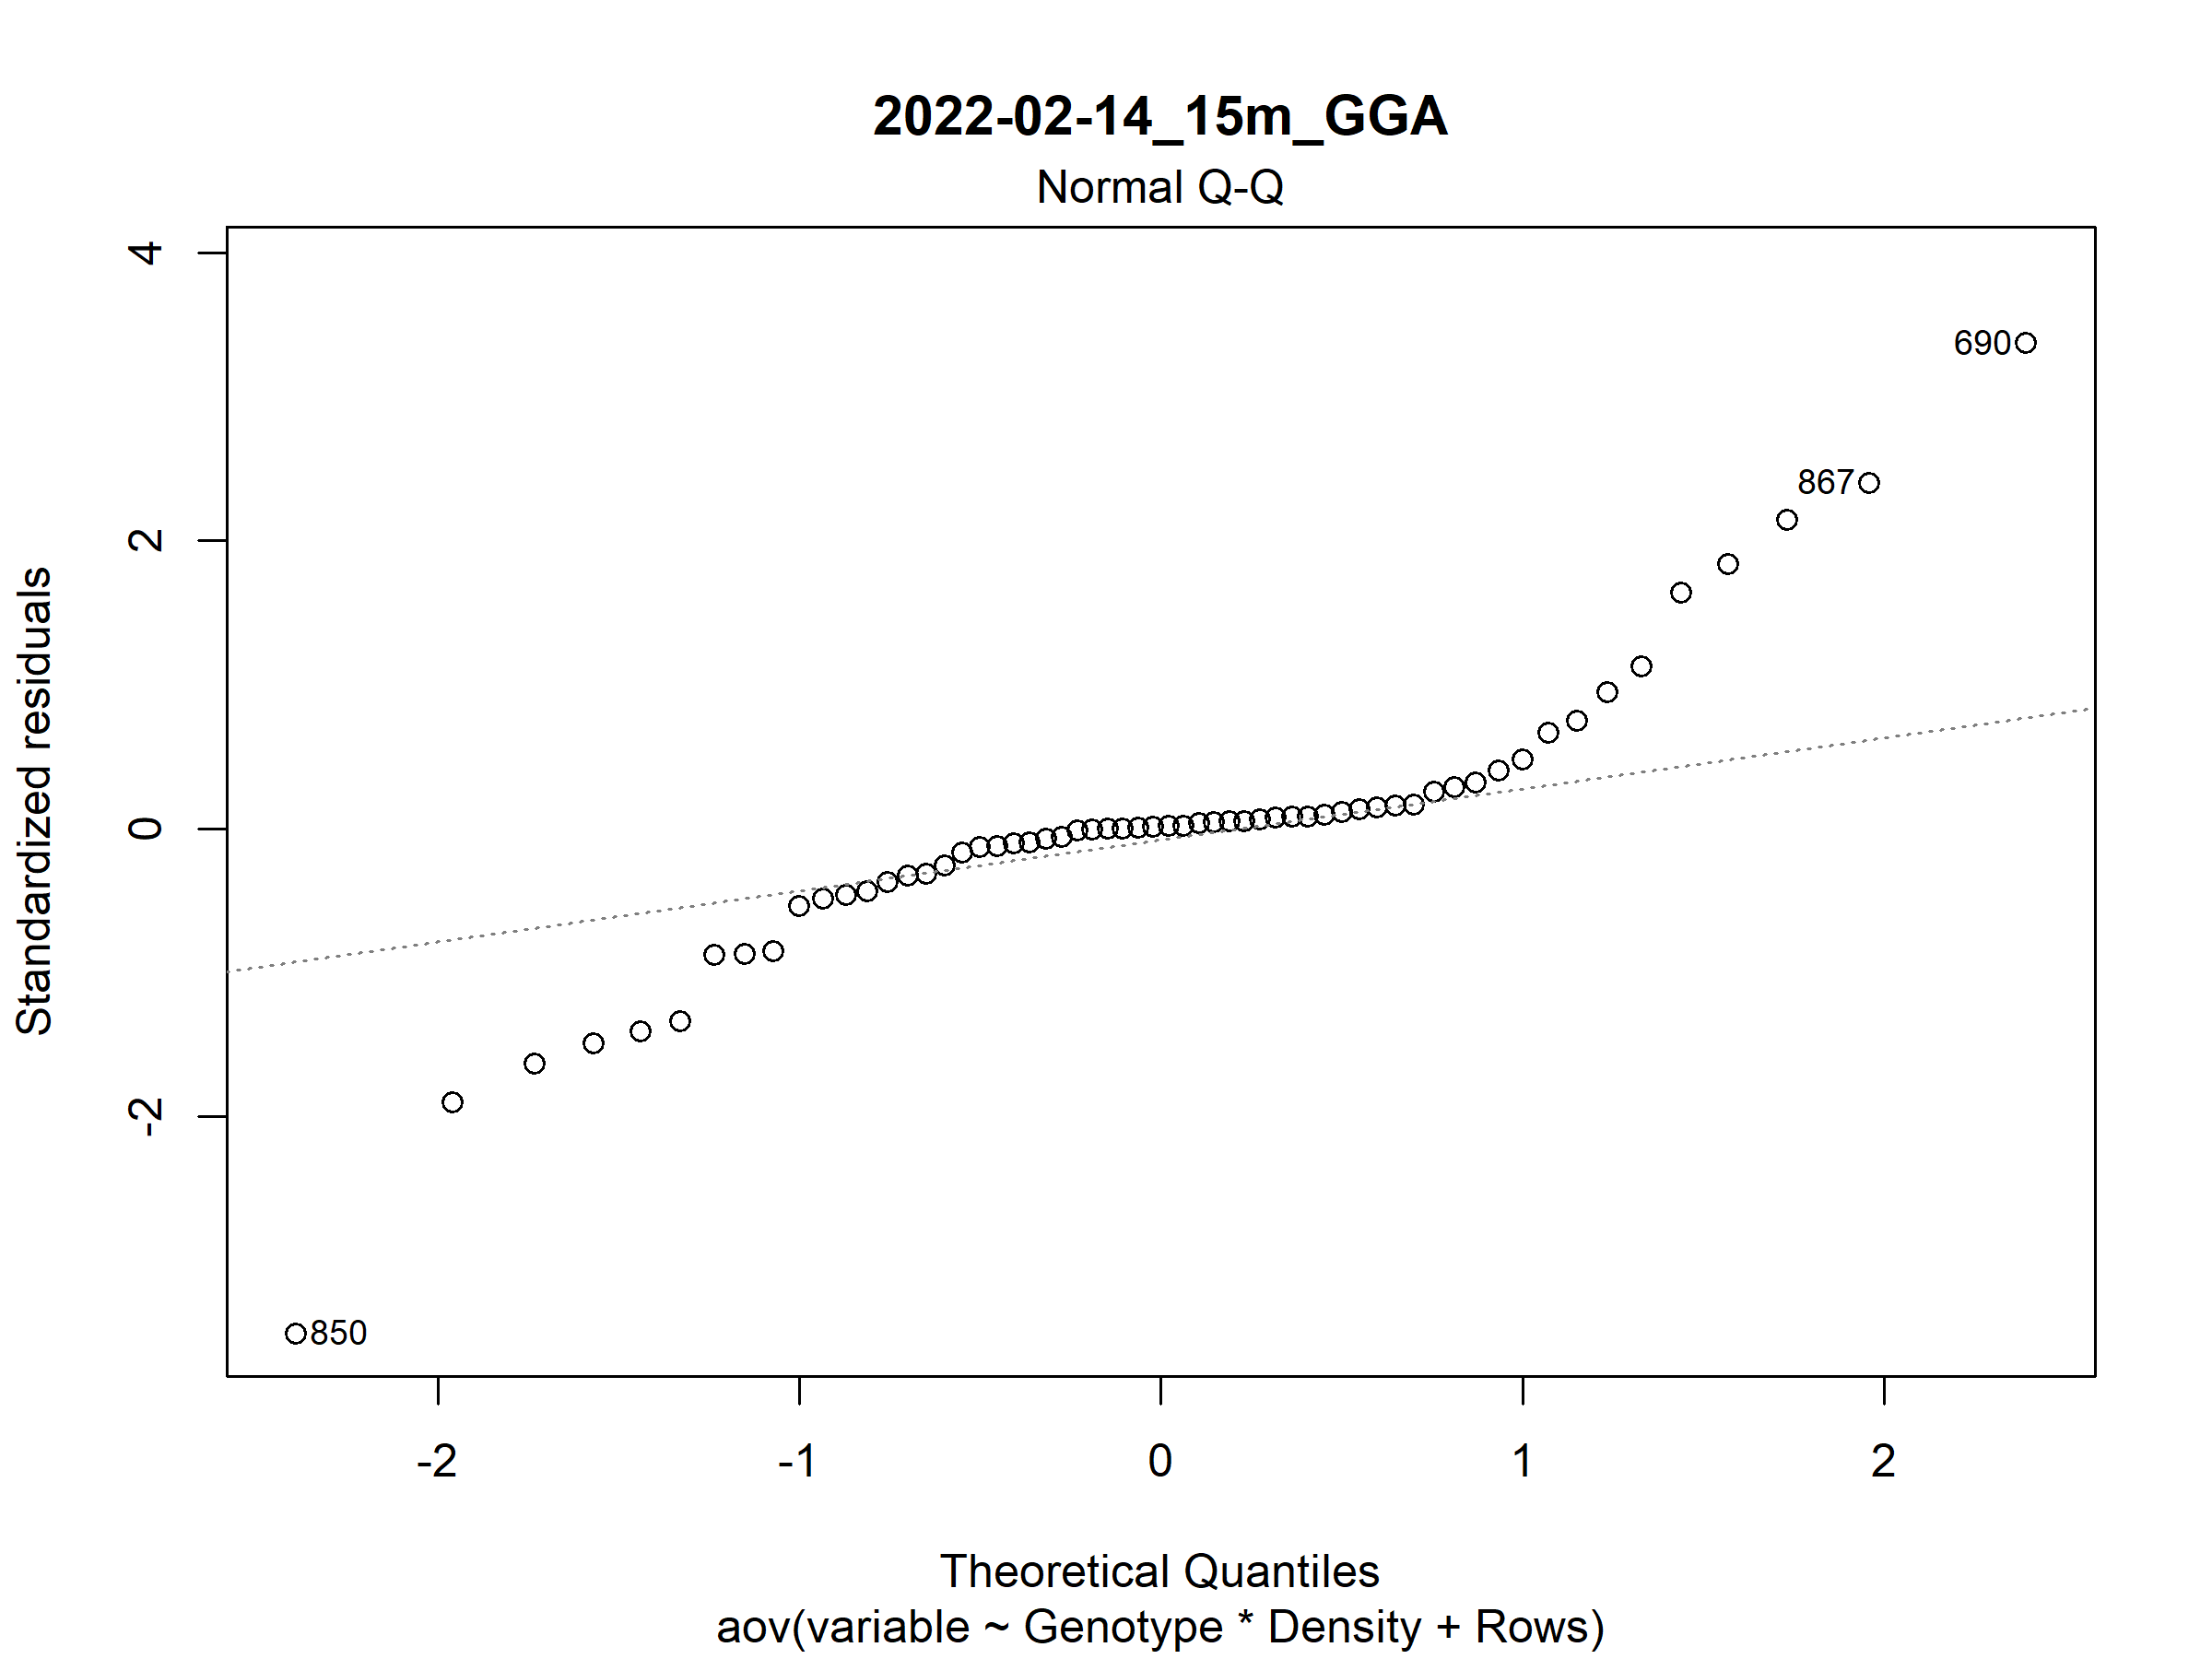 2022-02-14_15m_GGA
Normal Q-Q
4
2
0
-2
Standardized residuals
690
867
850
-2 -1 0 1 2
Theoretical Quantiles
aov(variable ~ Genotype * Density + Rows)